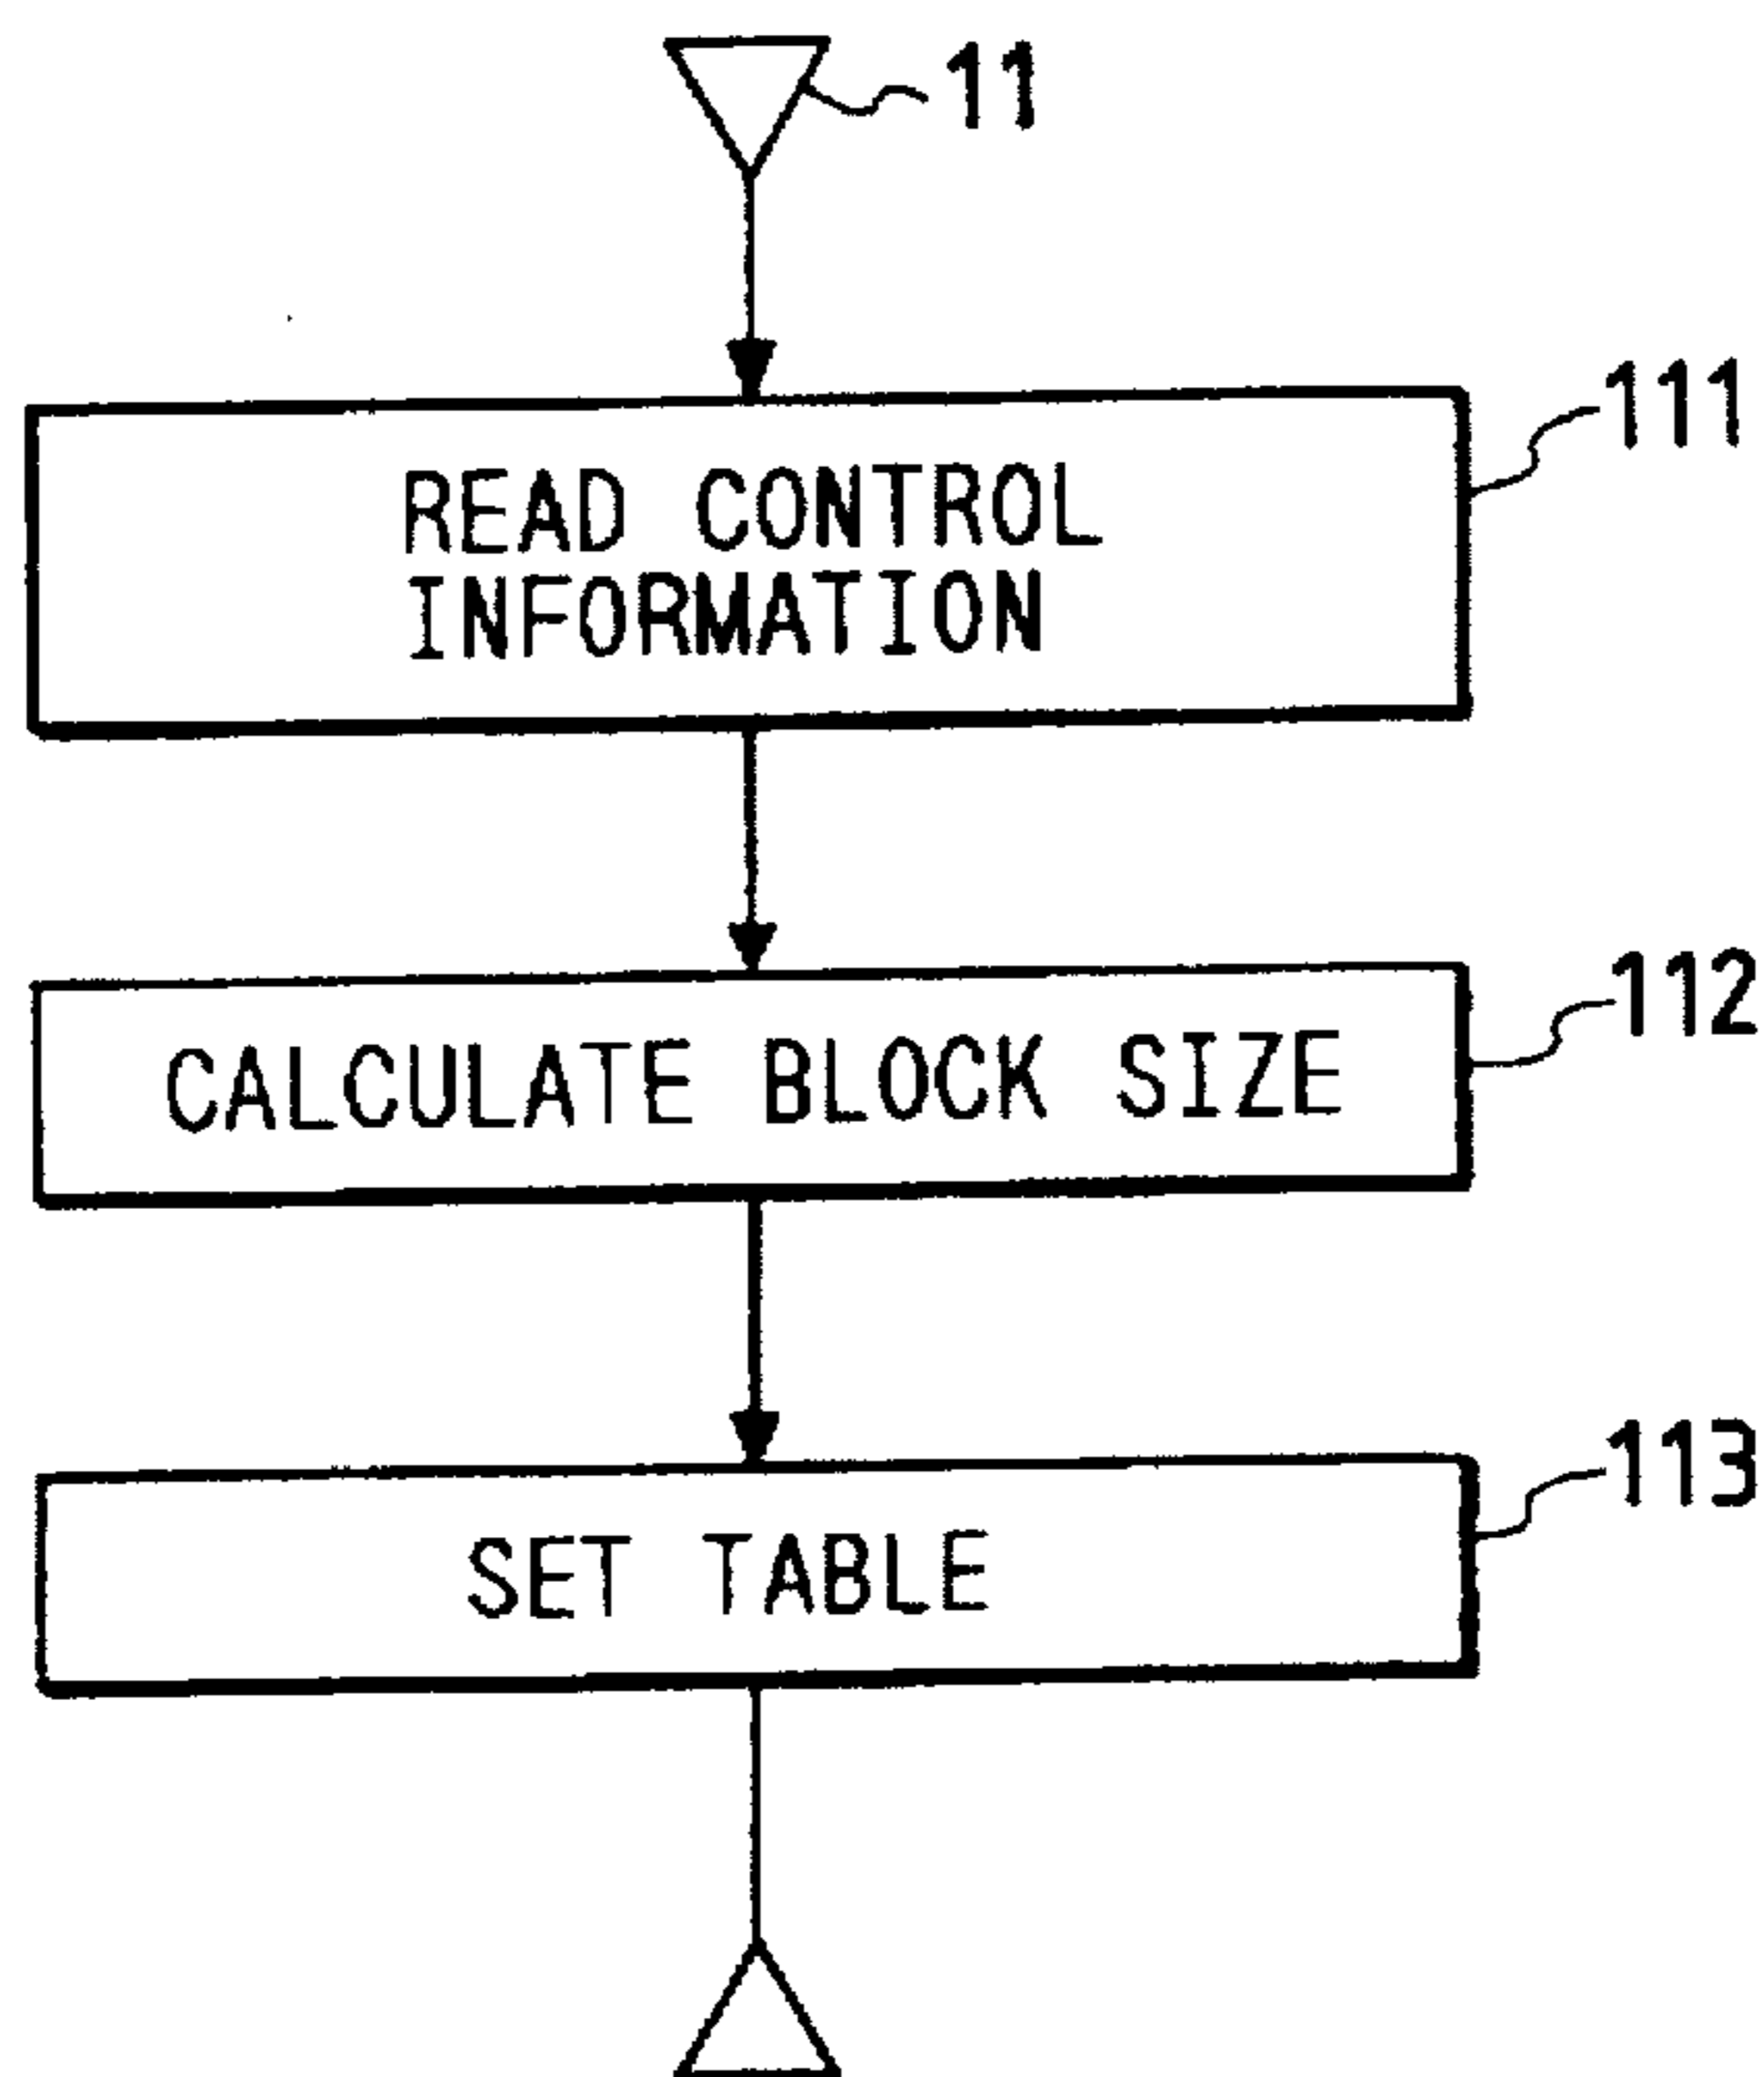 11
111
READ CONTROL
INFORMATION
112
CALCULATE BLOCK SIZE
113
SET TABLE